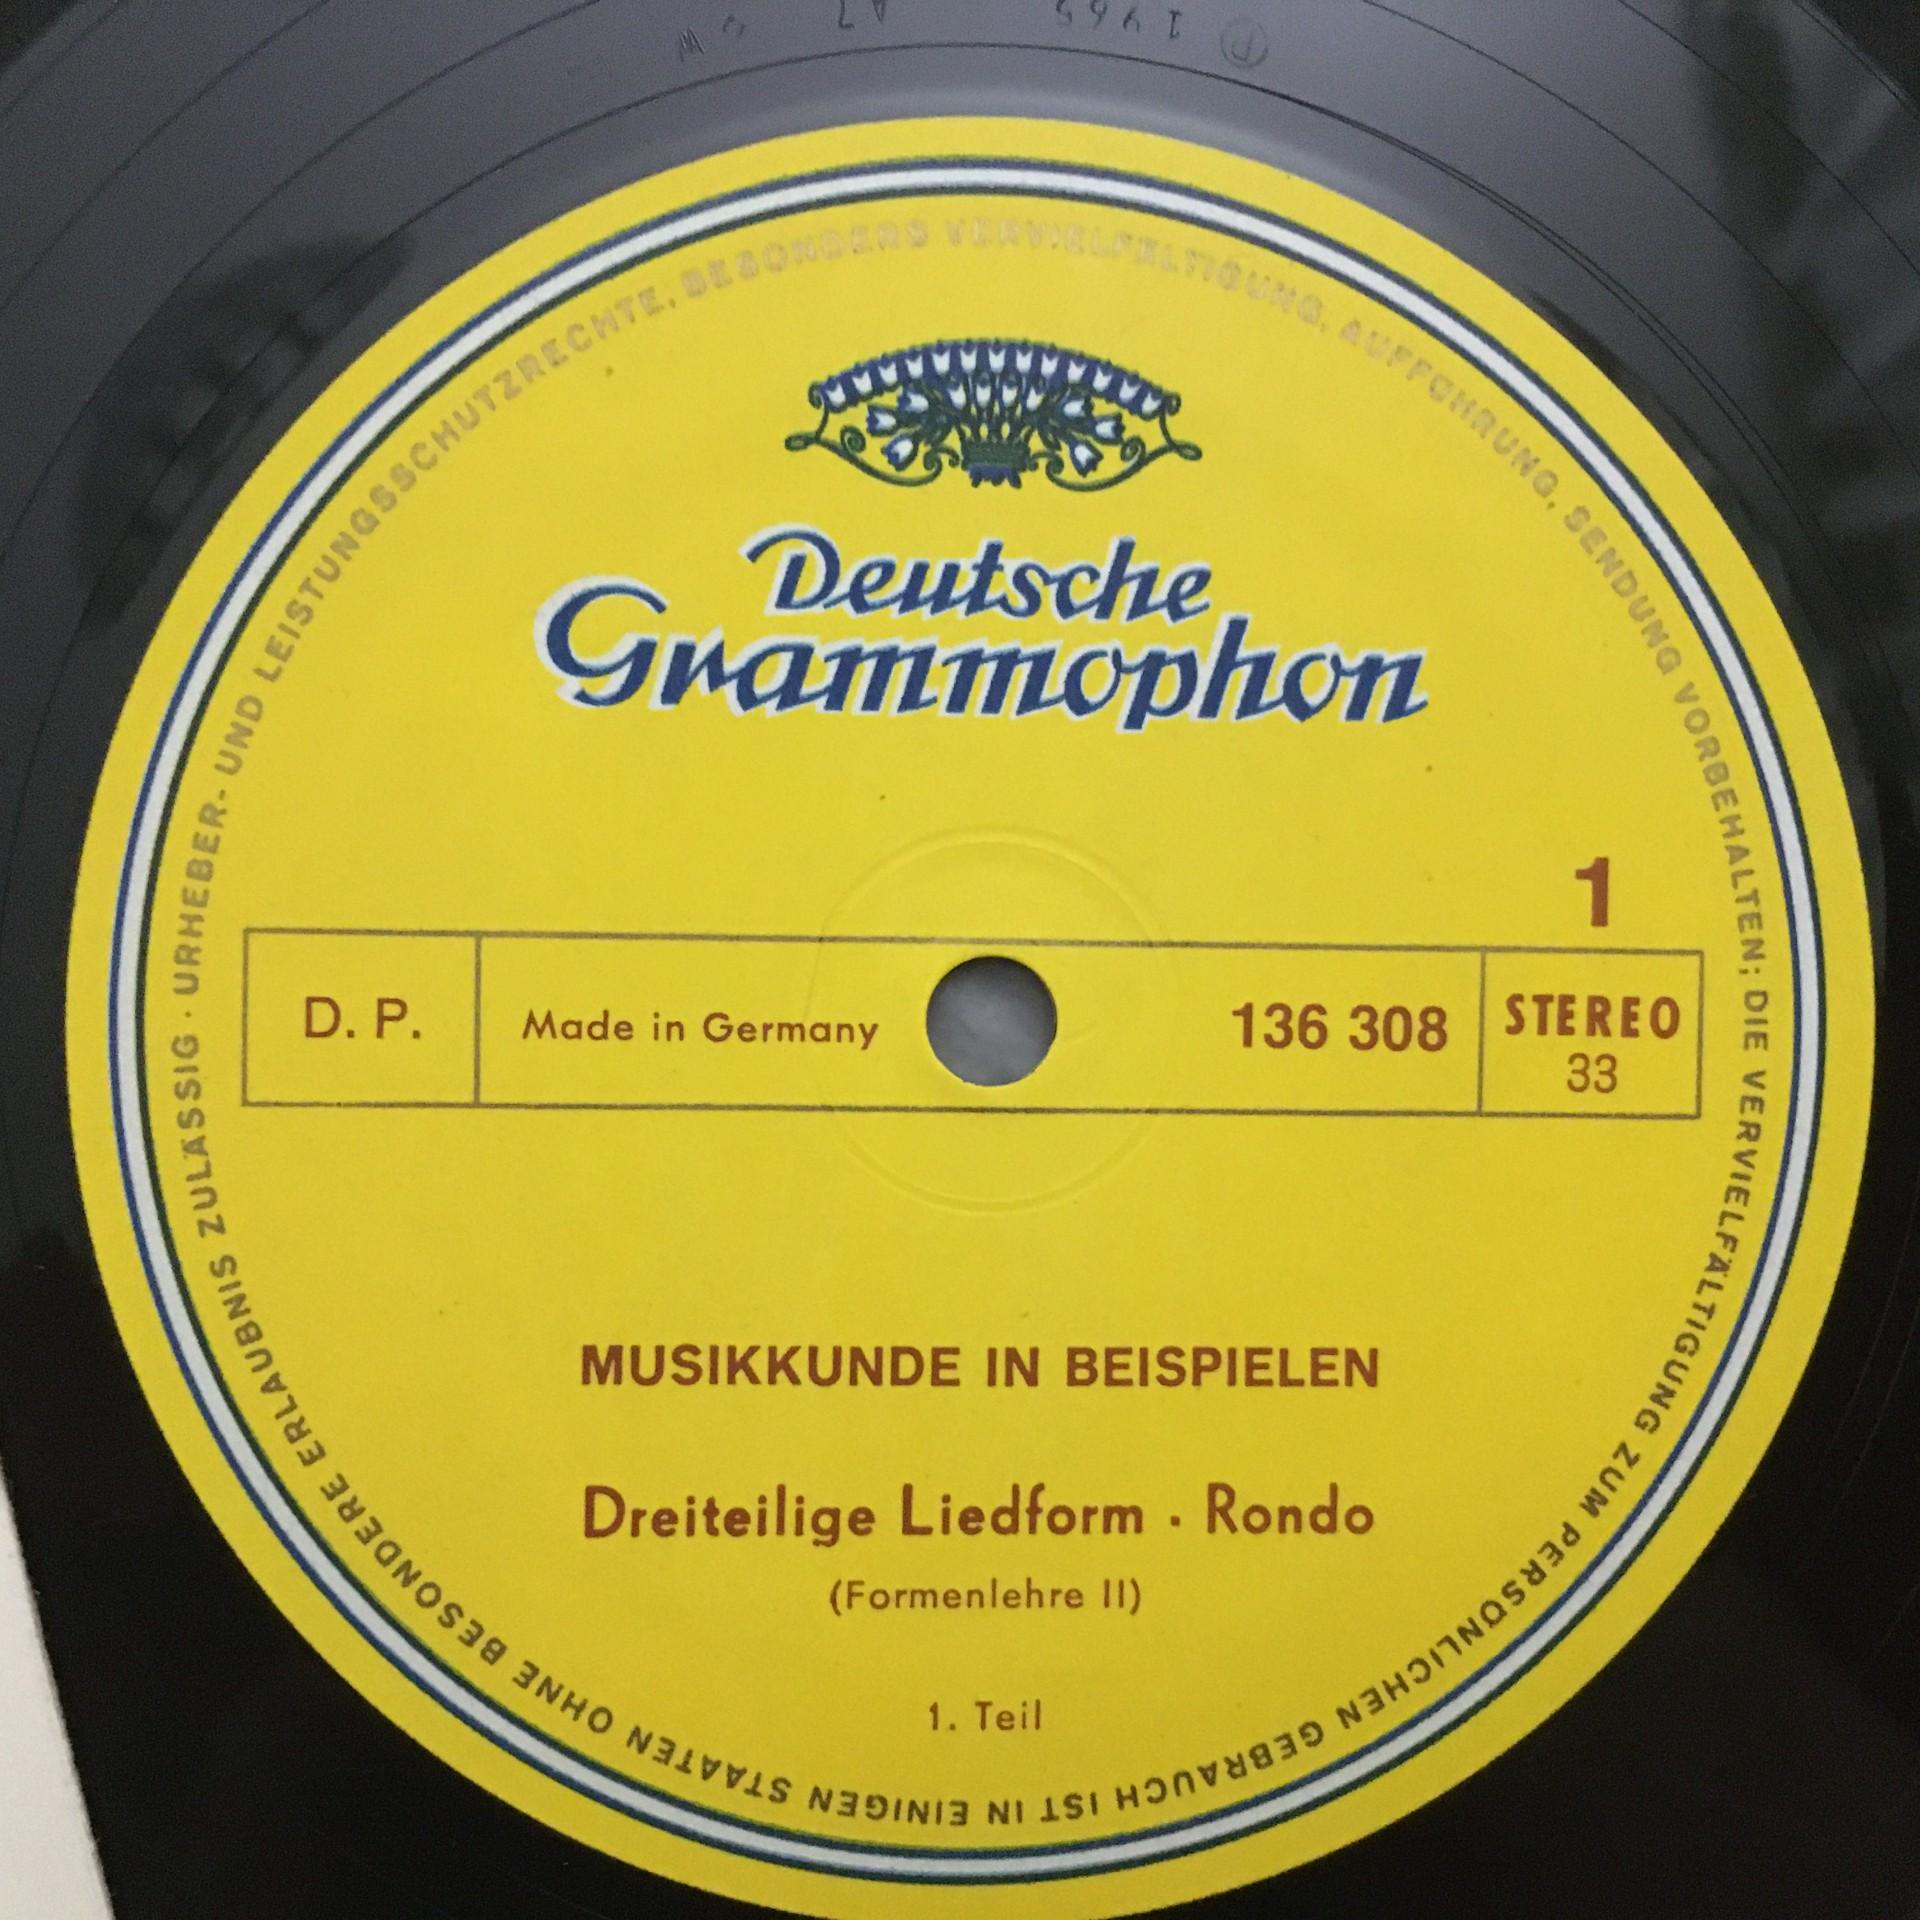 ℗ 1965 A7 "W
URHEBER- UND LEISTUNGSSCHUTZRECHTE, BESONDERS VERVIELFÄLTIGUNG, AUFFÜHRUNG, SENDUNG VORBEHALTEN; DIE VERVIELFÄLTIGUNG ZUM PERSÖNLICHEN GEBRAUCH IST IN EINIGEN STAATEN OHNE BESONDERE ERLAUBNIS ZULÄSSIG ·
Deutsche
Grammophon
1
D. P. Made in Germany 136 308 STEREO
33
MUSIKKUNDE IN BEISPIELEN
Dreiteilige Liedform · Rondo
(Formenlehre II)
1. Teil